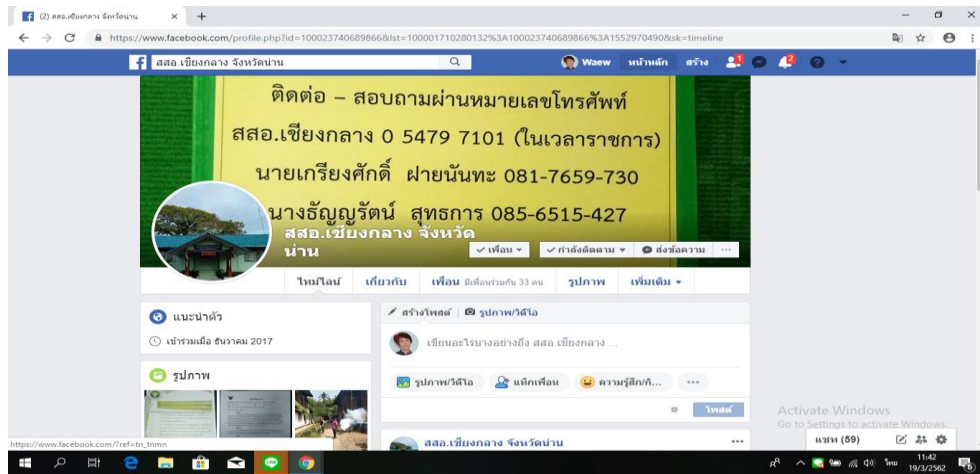 (2) สสอ.เชียงกลาง จังหวัดน่าน
https://www.facebook.com/profile.php?id=100023740689866&lst=100001710280132%3A100023740689866%3A1552970490&sk=timeline
สสอ.เชียงกลาง จังหวัดน่าน
Waew
หน้าหลัก
สร้าง
1
2
ติดต่อ – สอบถามผ่านหมายเลขโทรศัพท์
สสอ.เชียงกลาง 0 5479 7101 (ในเวลาราชการ)
นายเกรียงศักดิ์ ฝายนันทะ 081-7659-730
นางธัญญรัตน์ สุทธการ 085-6515-427
สสอ.เชียงกลาง จังหวัด
น่าน
เพื่อน
กำลังติดตาม
ส่งข้อความ
ไทม์ไลน์
เกี่ยวกับ
เพื่อน มีเพื่อนร่วมกัน 33 คน
รูปภาพ
เพิ่มเติม
แนะนำตัว
เข้าร่วมเมื่อ ธันวาคม 2017
รูปภาพ
สร้างโพสต์
รูปภาพ/วิดีโอ
เขียนอะไรบางอย่างถึง สสอ.เชียงกลาง ...
รูปภาพ/วิดีโอ
แท็กเพื่อน
ความรู้สึก/กิ...
โพสต์
สสอ.เชียงกลาง จังหวัดน่าน
Activate Windows
Go to Settings to activate Windows.
แชท (59)
https://www.facebook.com/?ref=tn_tnmn
ไทย
11:42
19/3/2562